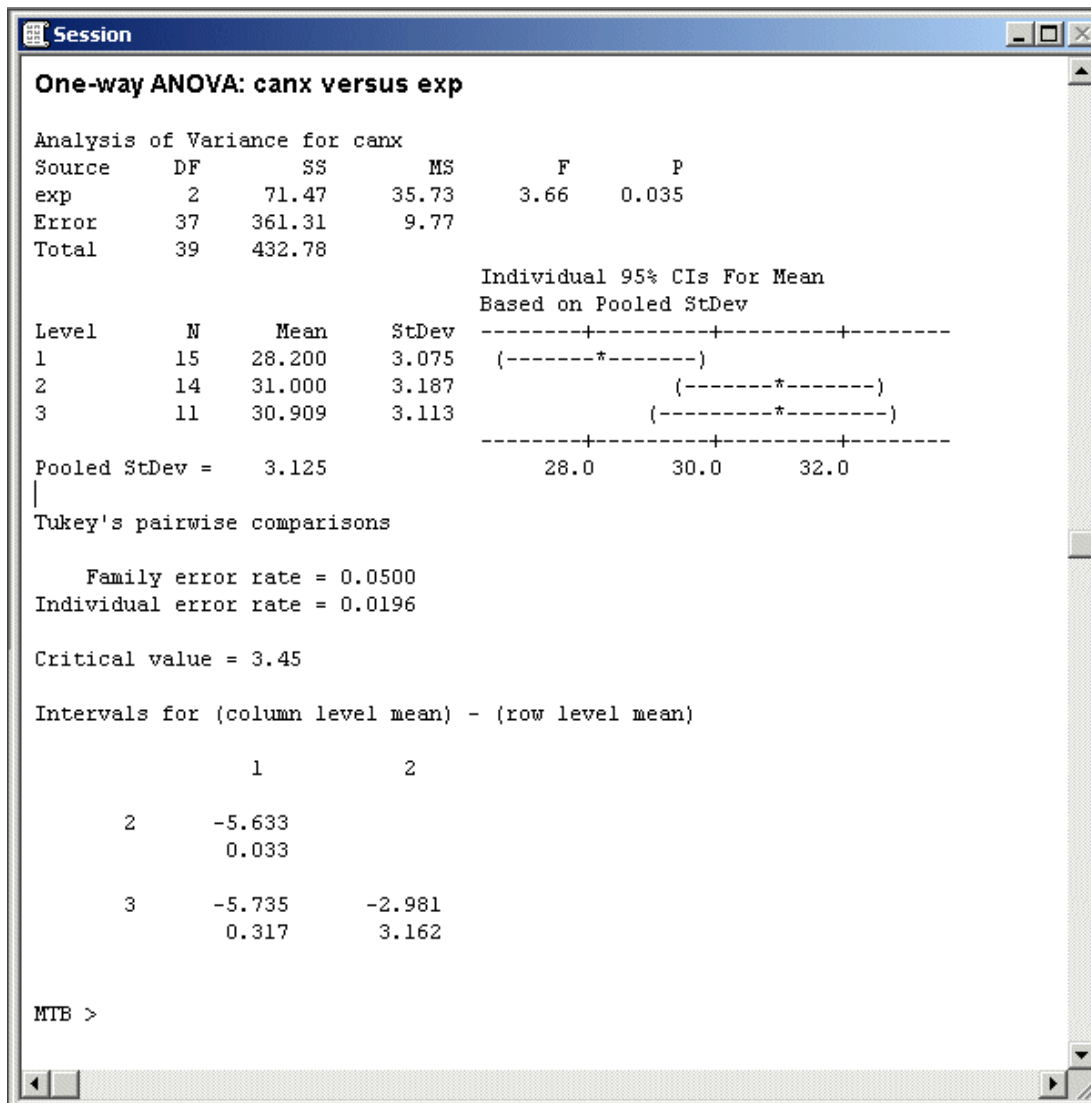 Session
One-way ANOVA: canx versus exp
Analysis of Variance for canx
Source     DF        SS        MS        F        P
exp         2     71.47     35.73     3.66    0.035
Error      37    361.31      9.77
Total      39    432.78
                                   Individual 95% CIs For Mean
                                   Based on Pooled StDev
Level       N      Mean     StDev  --------+---------+---------+--------
1          15    28.200     3.075   (-------*-------)
2          14    31.000     3.187                 (-------*-------)
3          11    30.909     3.113               (---------*--------)
                                   --------+---------+---------+--------
Pooled StDev =    3.125                 28.0      30.0      32.0
Tukey's pairwise comparisons
    Family error rate = 0.0500
Individual error rate = 0.0196
Critical value = 3.45
Intervals for (column level mean) - (row level mean)
                 1           2
       2      -5.633
               0.033
       3      -5.735      -2.981
               0.317       3.162
MTB >